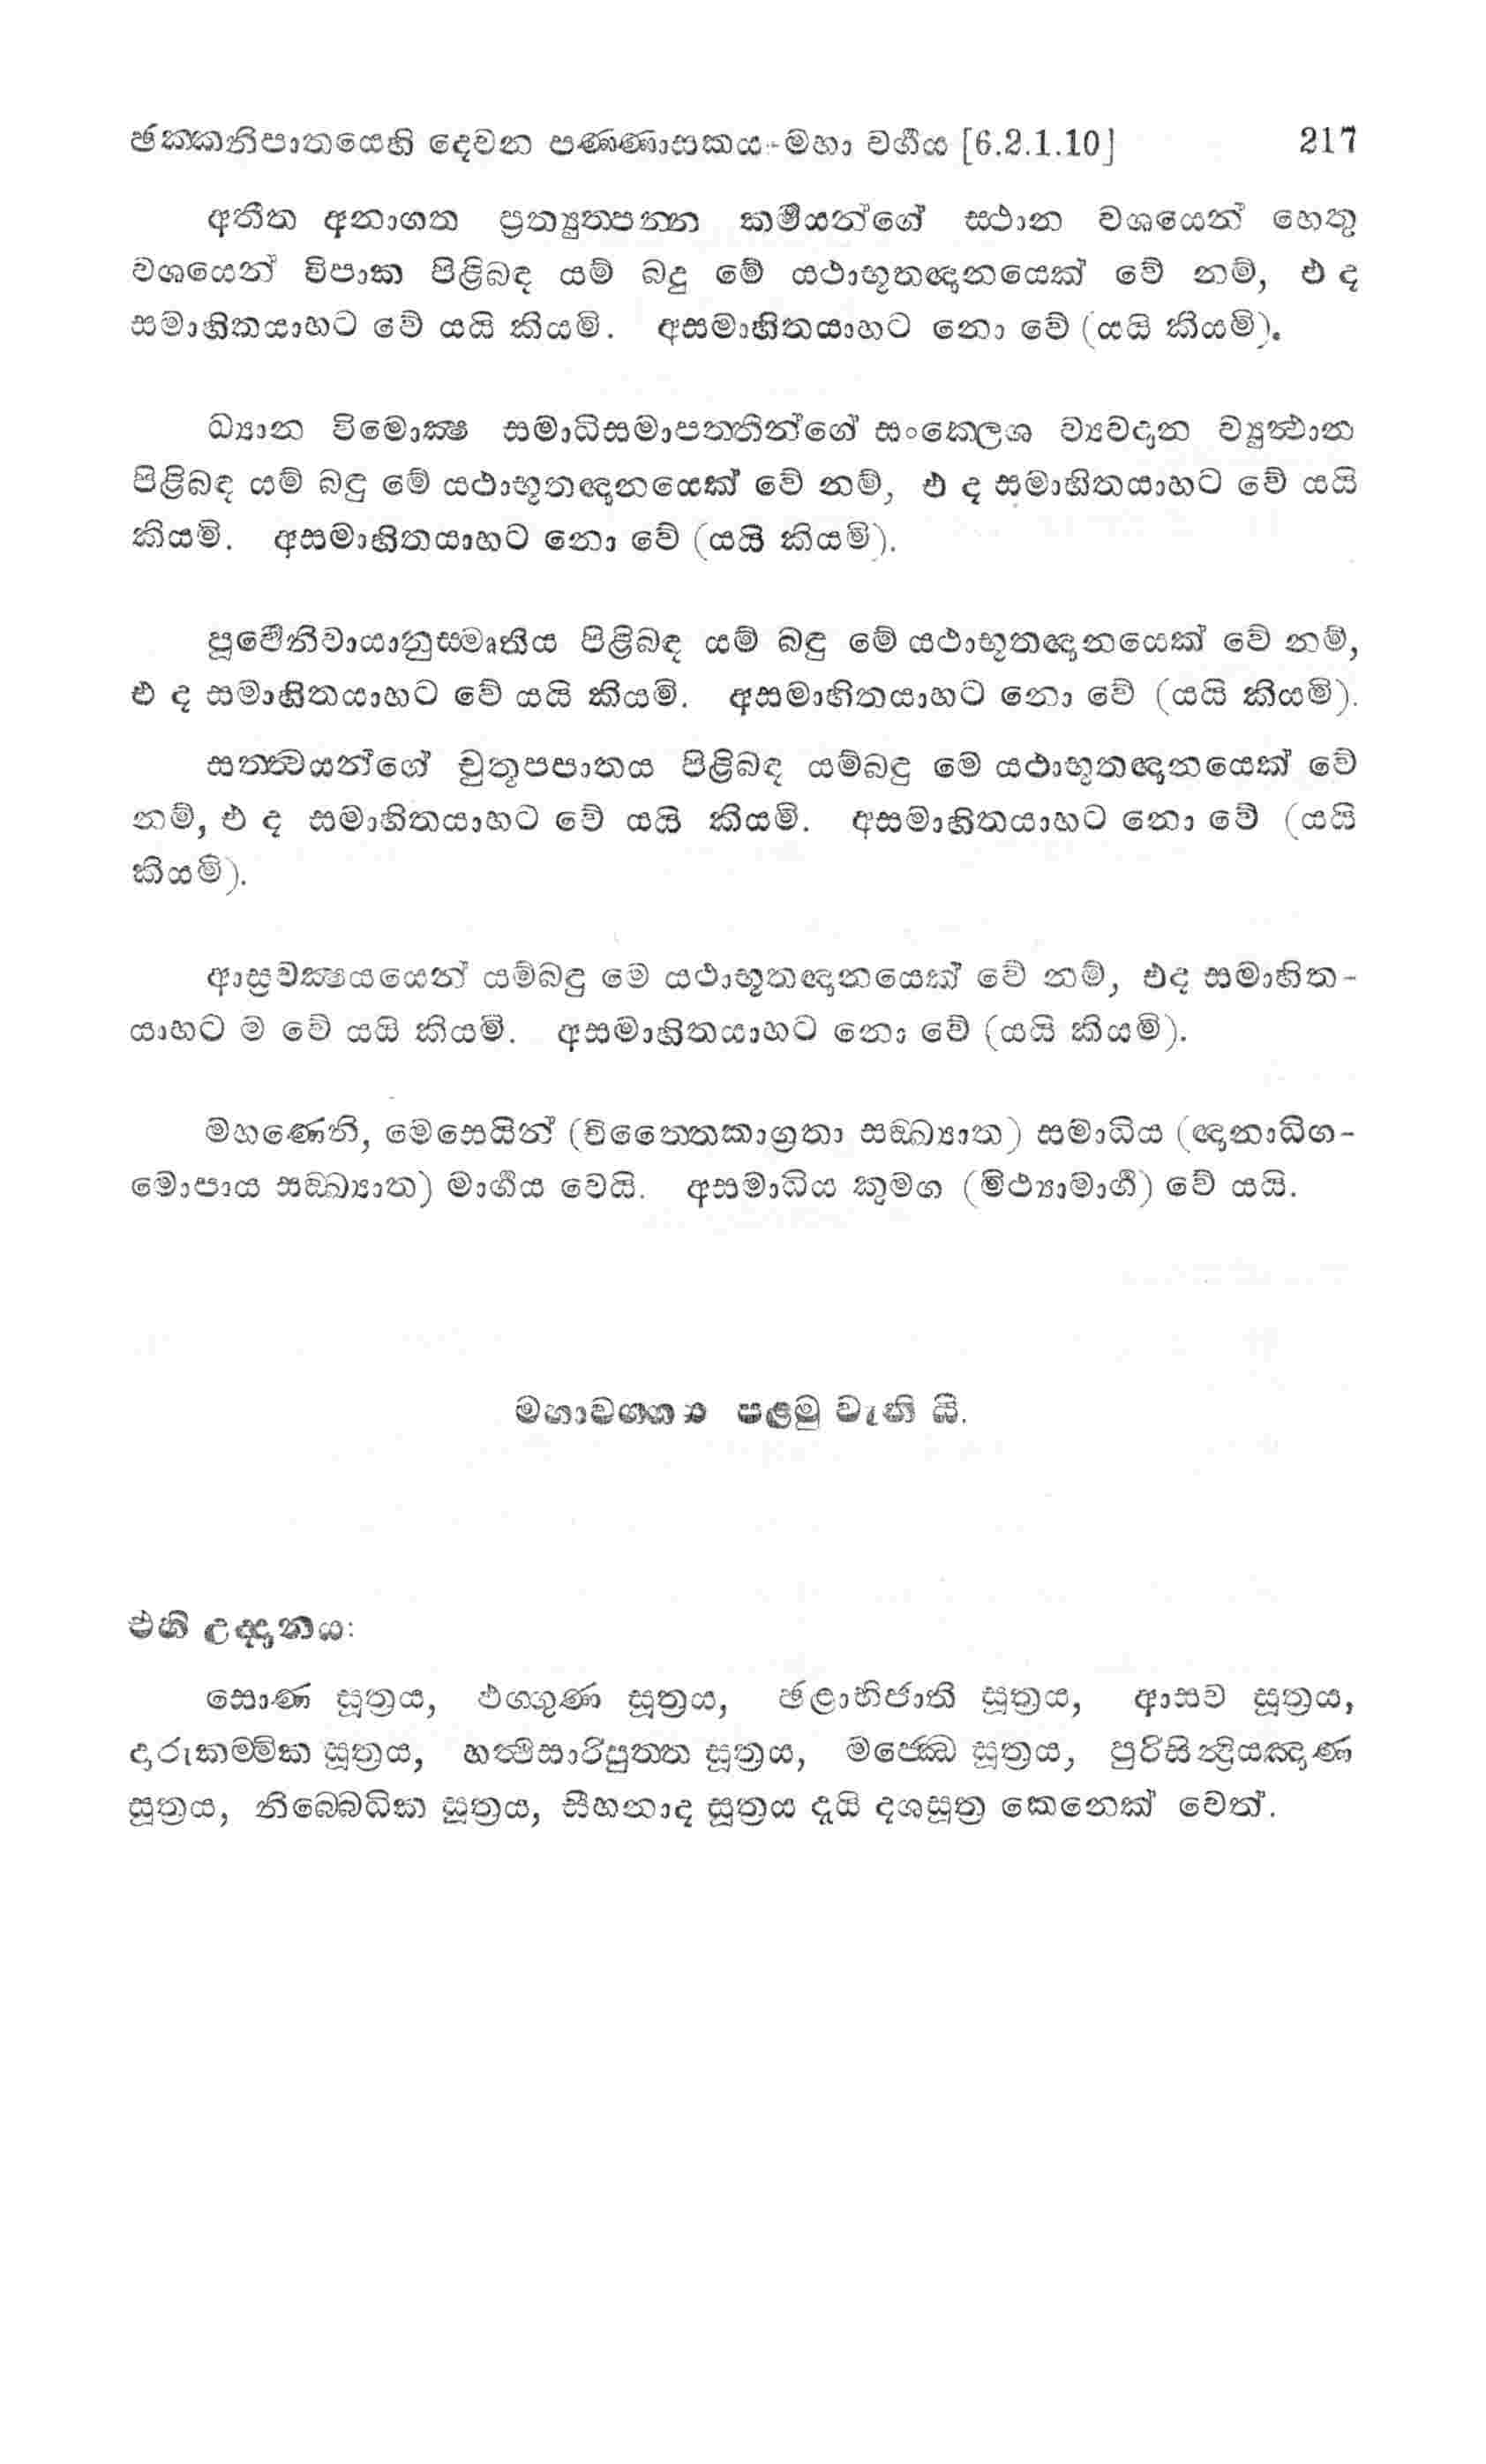 ඡක‍්කනිපාතයෙහි දෙවන පණ‍්ණාසකය-මහා වර්‍ගය [6.2.1.10] 217
අතීත අනාගත ප්‍රත්‍යුත‍්පන‍්න කර්‍මයන්ගේ ස්‍ථාන වශයෙන් හෙතු
වශයෙන් විපාක පිළිබඳ යම් බඳු මේ යථාභූතඥානයෙක් වේ නම්, එ ද
සමාහිතයාහට වේ යයි කියමි. අසමාහිතයාහට නො වේ (යයි කියමි).
ධ්‍යාන විමොක්‍ෂ සමාධිසමාපත‍්තීන්ගේ සංක‍්ලෙශ ව්‍යවදාන ව්‍යුත්‍ථාන
පිළිබඳ යම් බඳු මේ යථාභූතඥානයෙක් වේ නම්, එ ද සමාහිතයාහට වේ යයි
කියමි. අසමාහිතයාහට නො වේ (යයි කියමි).
පූර්‍වෙනිවායානුස‍්මෘතිය පිළිබඳ යම් බඳු මේ යථාභූතඥානයෙක් වේ නම්,
එ ද සමාහිතයාහට වේ යයි කියමි. අසමාහිතයාහට නො වේ (යයි කියමි).
සත‍්ත්‍වයන්ගේ චුතූපපාතය පිළිබඳ යම්බඳු මේ යථාභූතඥානයෙක් වේ
නම්, එ ද සමාහිතයාහට වේ යයි කියමි. අසමාහිතයාහට නො වේ (යයි
කියමි).
ආස්‍රවක්‍ෂයයෙන් යම්බඳු මෙ යථාභූතඥානයෙක් වේ නම්, එද සමාහිත-
යාහට ම වේ යයි කියමි. අසමාහිතයාහට නො වේ (යයි කියමි).
මහණෙනි, මෙසෙයින් (චිත‍්තෛකාග්‍රතා සඞ‍්ඛ්‍යාත) සමාධිය (ඥානාධිග-
මොපාය සඞ‍්ඛ්‍යාත) මාර්‍ගය වෙයි. අසමාධිය කුමග (මිථ්‍යාමාර්‍ග) වේ යයි.
මහාවග‍්ගය පළමු වැනි යි.
එහි උද්‍දානය:
සොණ සූත්‍රය, ඵග‍්ගුණ සූත්‍රය, ඡළාභිජාති සූත්‍රය, ආසව සූත්‍රය,
දාරුකම‍්මික සූත්‍රය, හත්‍ථිසාරිපුත‍්ත සූත්‍රය, මජ‍්ඣෙ සූත්‍රය, පුරිසින්‍ද්‍රියඤාණ
සූත්‍රය, නිබ‍්බෙධික සූත්‍රය, සීහනාද සූත්‍රය දැයි දශසූත්‍ර කෙනෙක් වෙත්.